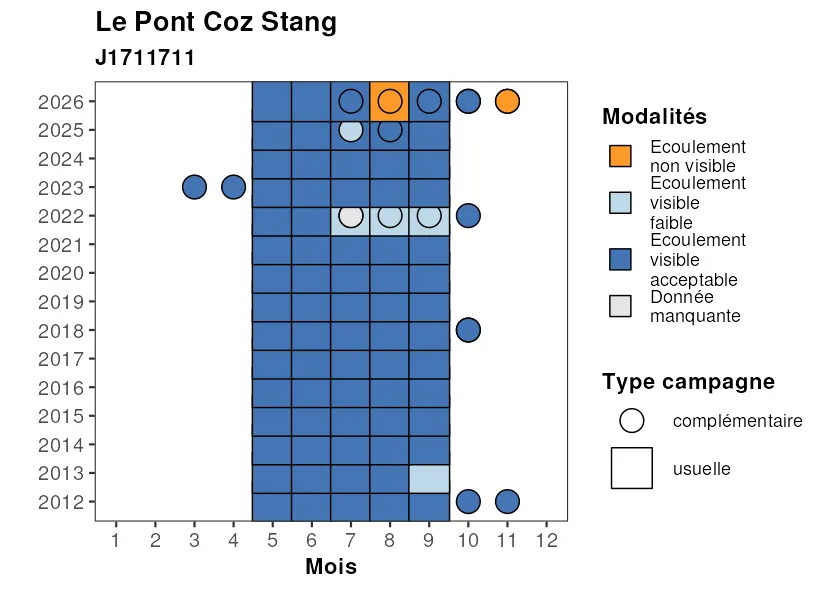 Le Pont Coz Stang
J1711711
2026
2025
2024
2023
2022
2021
2020
2019
2018
2017
2016
2015
2014
2013
2012
1 2 3 4 5 6 7 8 9 10 11 12
Mois
Modalités
Ecoulement
non visible
Ecoulement
visible
faible
Ecoulement
visible
acceptable
Donnée
manquante
Type campagne
complémentaire
usuelle